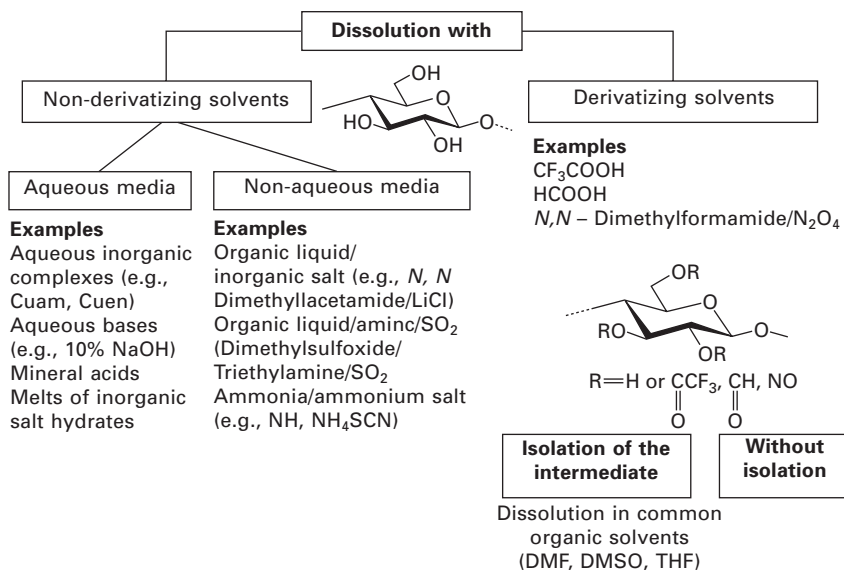 Dissolution with
Non-derivatizing solvents
Derivatizing solvents
OH
O
HO
O
OH
Aqueous media
Non-aqueous media
Examples
Aqueous inorganic
complexes (e.g.,
Cuam, Cuen)
Aqueous bases
(e.g., 10% NaOH)
Mineral acids
Melts of inorganic
salt hydrates
Examples
Organic liquid/
inorganic salt (e.g., N, N
Dimethyllacetamide/LiCl)
Organic liquid/aminc/SO₂
(Dimethylsulfoxide/
Triethylamine/SO₂
Ammonia/ammonium salt
(e.g., NH, NH₄SCN)
Examples
CF₃COOH
HCOOH
N,N – Dimethylformamide/N₂O₄
OR
O
RO
O
OR
R=H or CCF₃, CH, NO
O O
Isolation of the
intermediate
Without
isolation
Dissolution in common
organic solvents
(DMF, DMSO, THF)